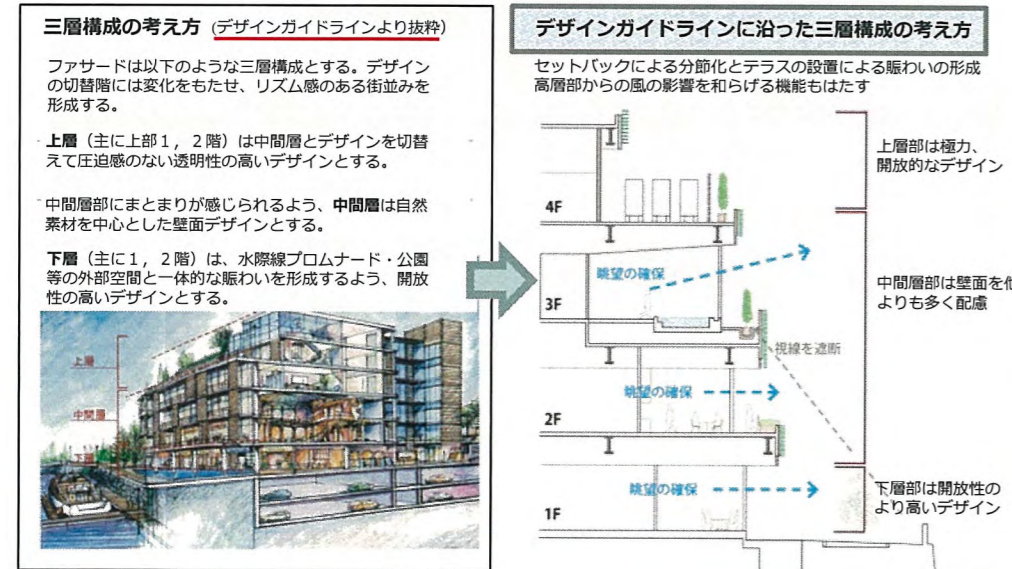 三層構成の考え方 (デザインガイドラインより抜粋)
ファサードは以下のような三層構成とする。デザイン
の切替階には変化をもたせ、リズム感のある街並みを
形成する。
上層（主に上部1，2階）は中間層とデザインを切替
えて圧迫感のない透明性の高いデザインとする。
中間層部にまとまりが感じられるよう、中間層は自然
素材を中心とした壁面デザインとする。
下層（主に1，2階）は、水際線プロムナード・公園
等の外部空間と一体的な賑わいを形成するよう、開放
性の高いデザインとする。
上層
中間層
下層
デザインガイドラインに沿った三層構成の考え方
セットバックによる分節化とテラスの設置による賑わいの形成
高層部からの風の影響を和らげる機能もはたす
上層部は極力、
開放的なデザイン
4F
眺望の確保
3F
中間層部は壁面を他
よりも多く配慮
視線を遮断
眺望の確保
2F
眺望の確保
1F
下層部は開放性の
より高いデザイン